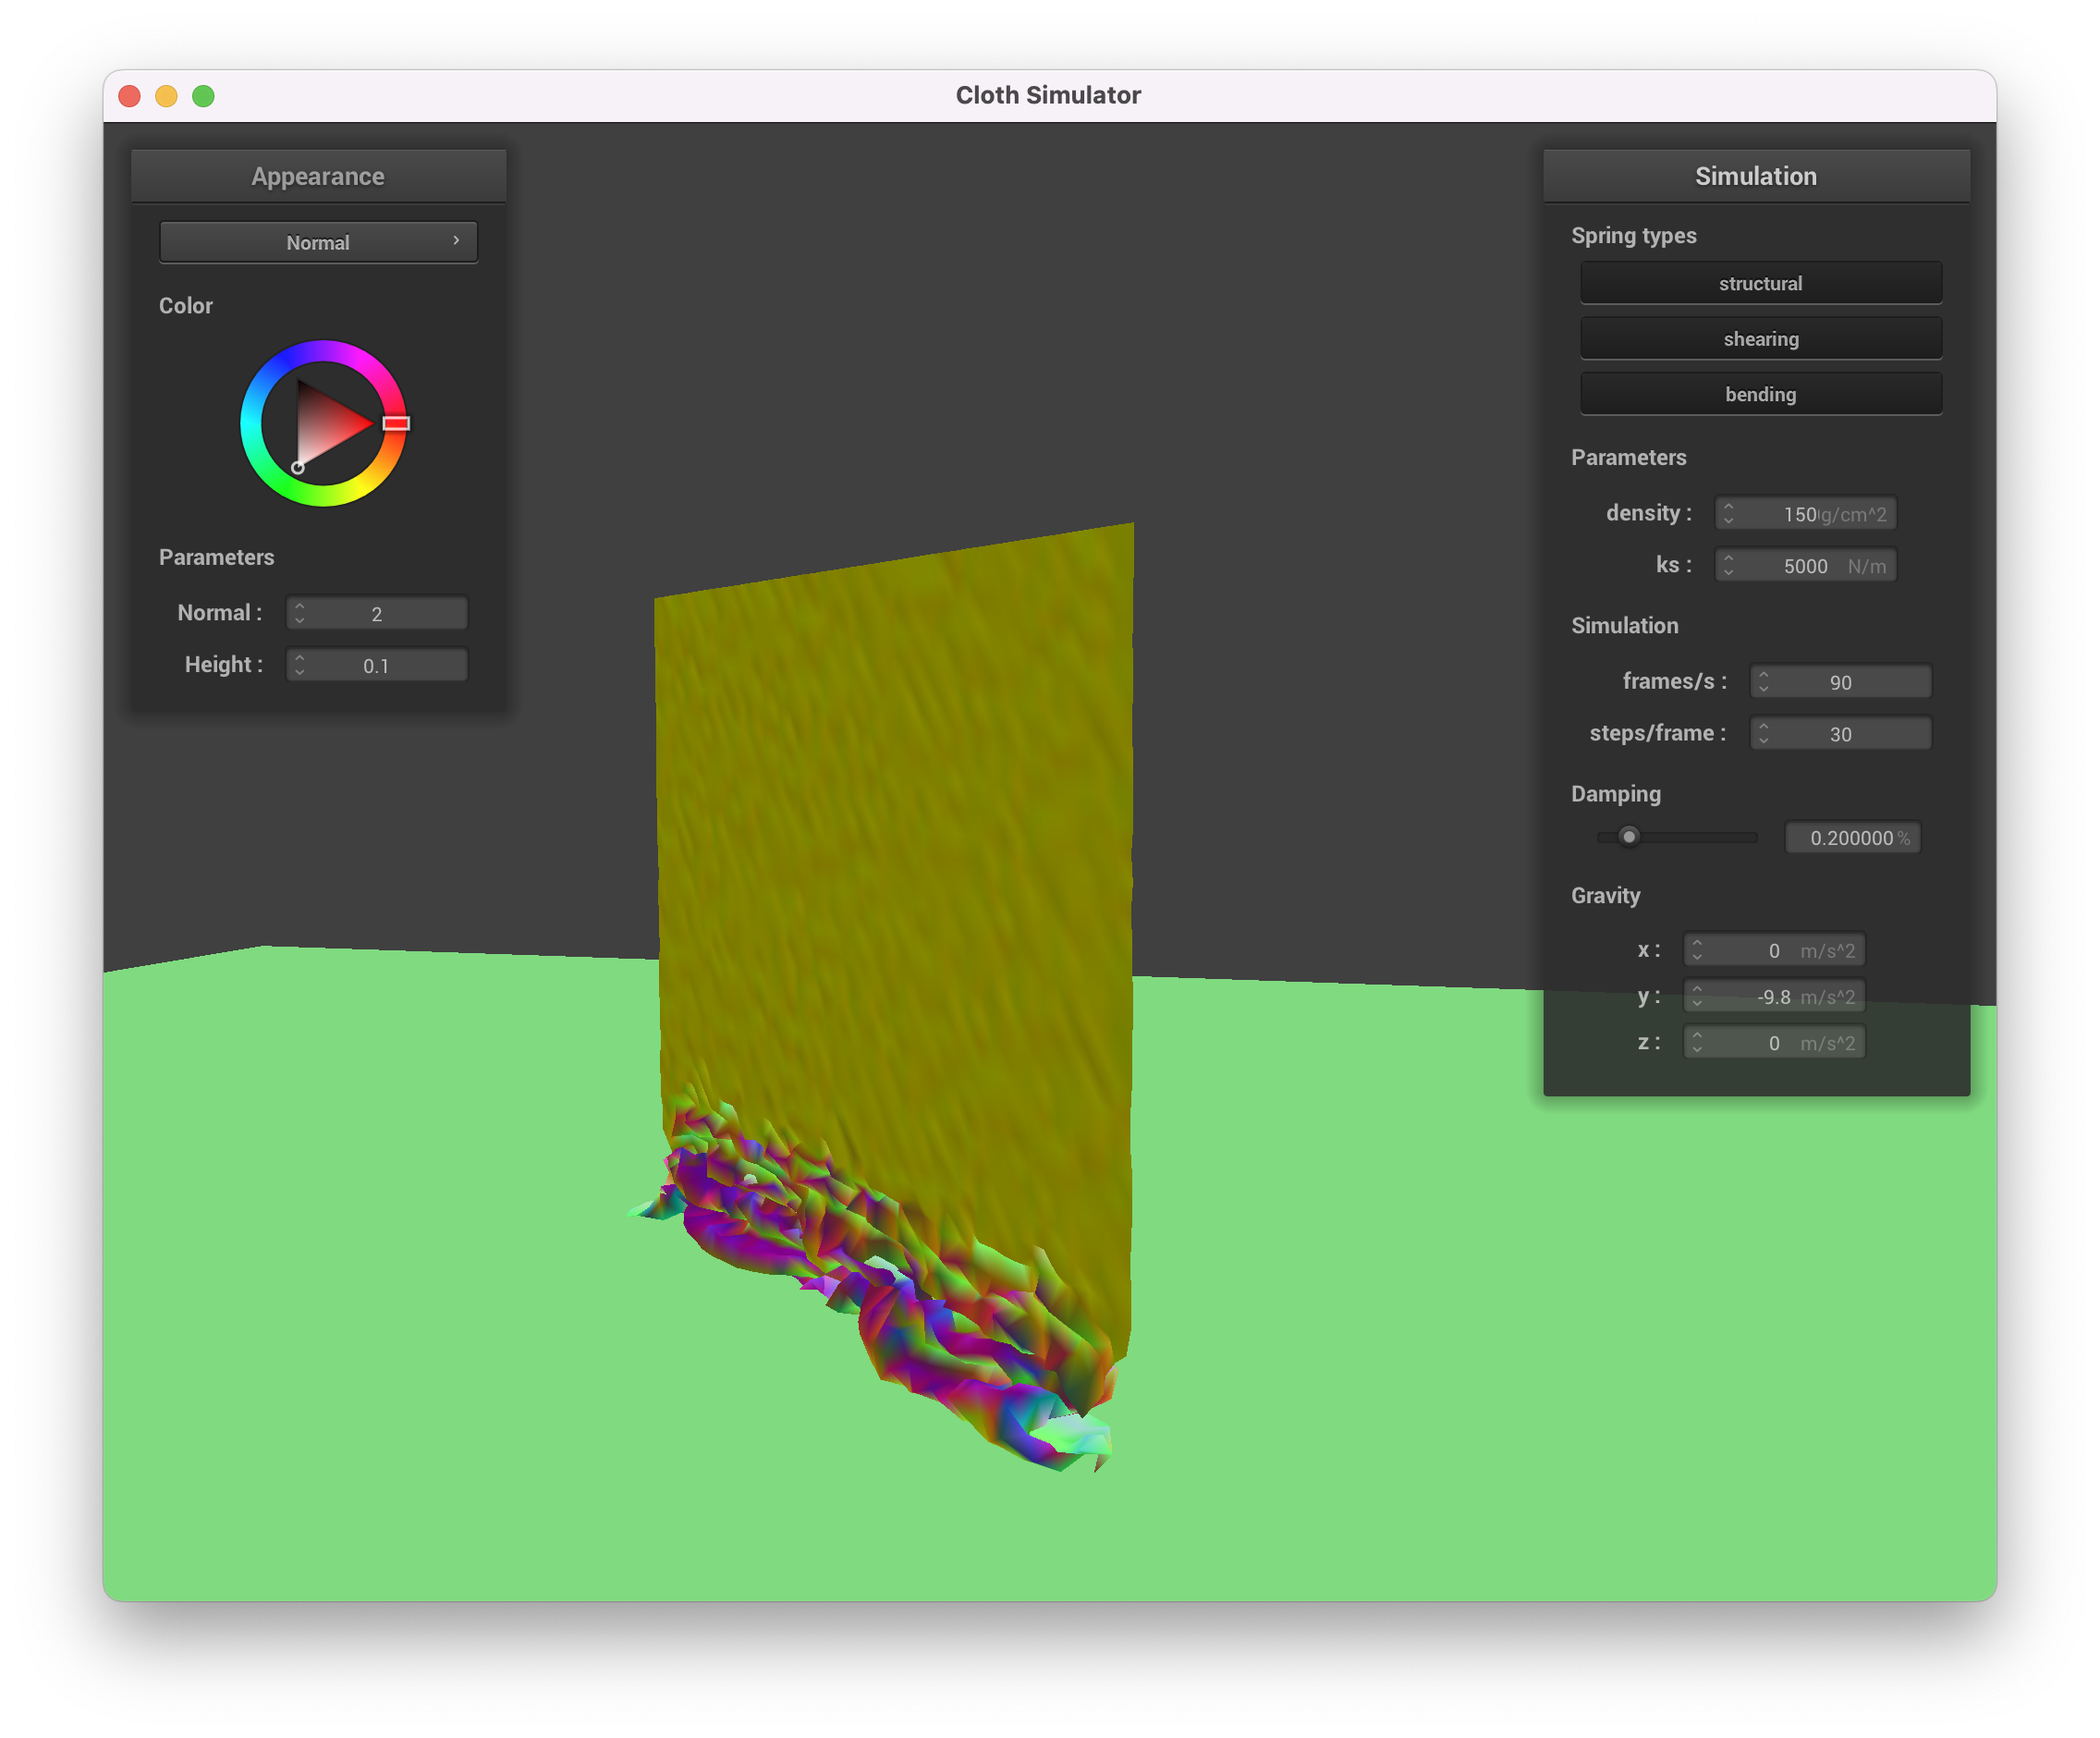 Cloth Simulator
Appearance
Normal
Color
Parameters
Normal :
2
Height :
0.1
Simulation
Spring types
structural
shearing
bending
Parameters
density :
150 g/cm^2
ks :
5000 N/m
Simulation
frames/s :
90
steps/frame :
30
Damping
0.200000 %
Gravity
x :
0 m/s^2
y :
-9.8 m/s^2
z :
0 m/s^2